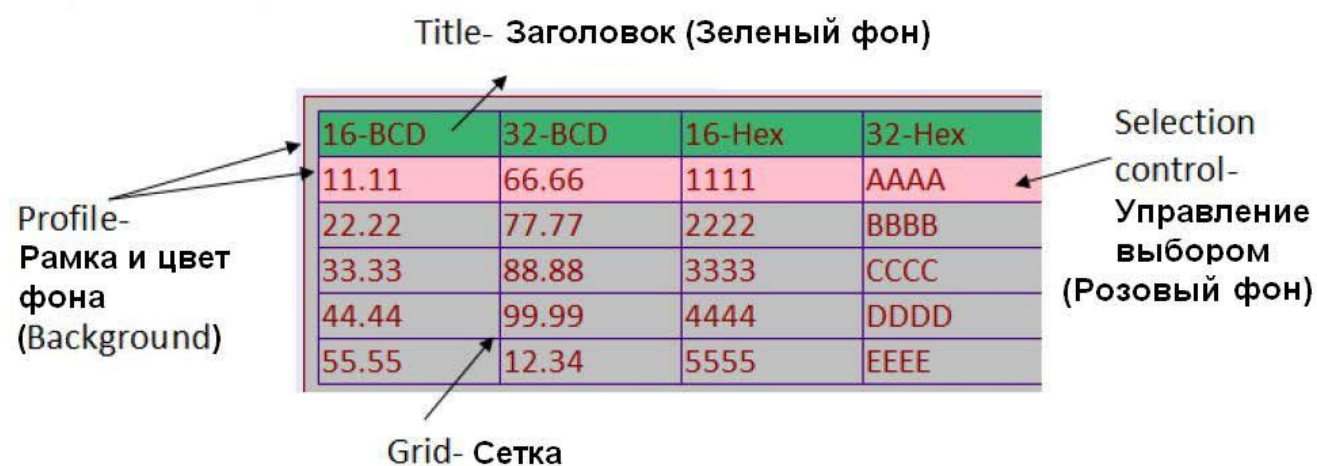 Title- Заголовок (Зеленый фон)
16-BCD 32-BCD 16-Hex 32-Hex
11.11 66.66 1111 AAAA
22.22 77.77 2222 BBBB
33.33 88.88 3333 CCCC
44.44 99.99 4444 DDDD
55.55 12.34 5555 EEEE
Profile-
Рамка и цвет
фона
(Background)
Selection
control-
Управление
выбором
(Розовый фон)
Grid- Сетка